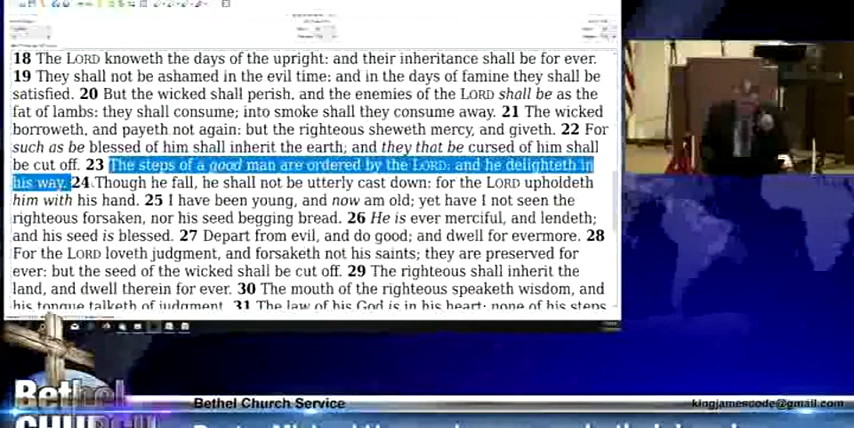 18 The LORD knoweth the days of the upright: and their inheritance shall be for ever.
19 They shall not be ashamed in the evil time: and in the days of famine they shall be
satisfied. 20 But the wicked shall perish, and the enemies of the LORD shall be as the
fat of lambs: they shall consume; into smoke shall they consume away. 21 The wicked
borroweth, and payeth not again: but the righteous sheweth mercy, and giveth. 22 For
such as be blessed of him shall inherit the earth; and they that be cursed of him shall
be cut off. 23 The steps of a good man are ordered by the LORD: and he delighteth in
his way. 24 Though he fall, he shall not be utterly cast down: for the LORD upholdeth
him with his hand. 25 I have been young, and now am old; yet have I not seen the
righteous forsaken, nor his seed begging bread. 26 He is ever merciful, and lendeth;
and his seed is blessed. 27 Depart from evil, and do good; and dwell for evermore. 28
For the LORD loveth judgment, and forsaketh not his saints; they are preserved for
ever: but the seed of the wicked shall be cut off. 29 The righteous shall inherit the
land, and dwell therein for ever. 30 The mouth of the righteous speaketh wisdom, and
his tongue talketh of judgment. 31 The law of his God is in his heart; none of his steps
Bethel
CHURCH
Bethel Church Service
kingjamescode@gmail.com